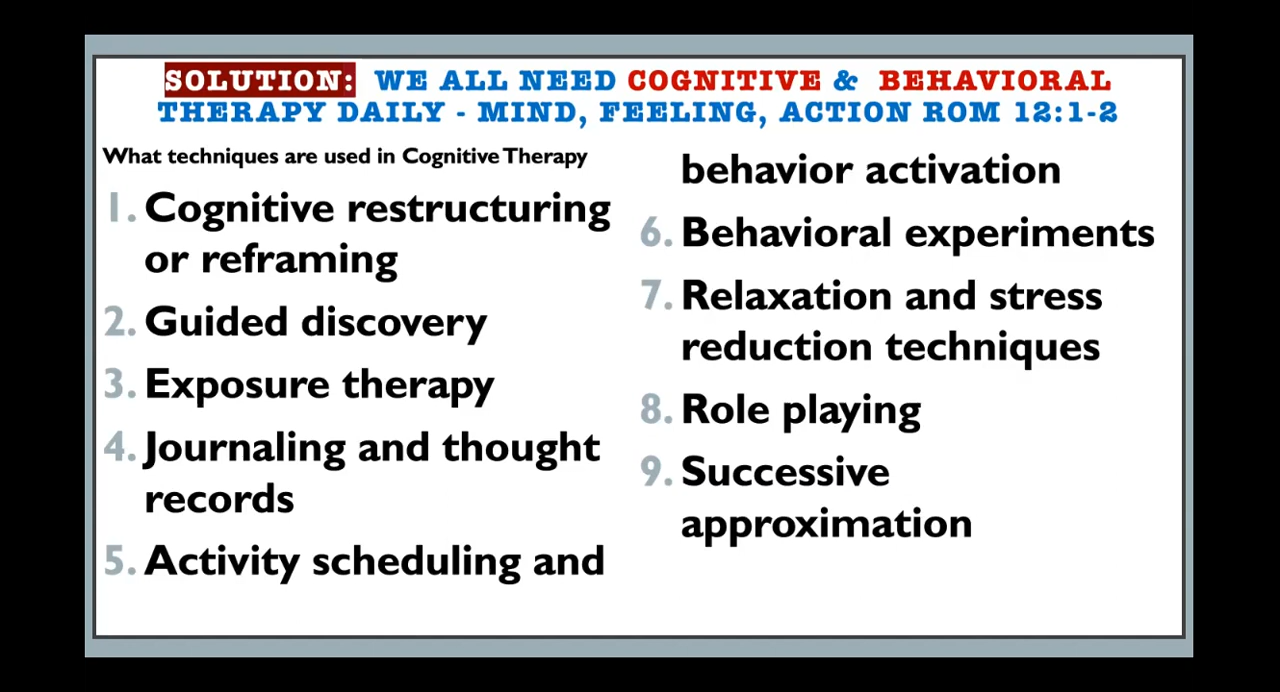 SOLUTION: WE ALL NEED COGNITIVE & BEHAVIORAL
THERAPY DAILY - MIND, FEELING, ACTION ROM 12:1-2
What techniques are used in Cognitive Therapy
1. Cognitive restructuring
or reframing
2. Guided discovery
3. Exposure therapy
4. Journaling and thought
records
5. Activity scheduling and
behavior activation
6. Behavioral experiments
7. Relaxation and stress
reduction techniques
8. Role playing
9. Successive
approximation